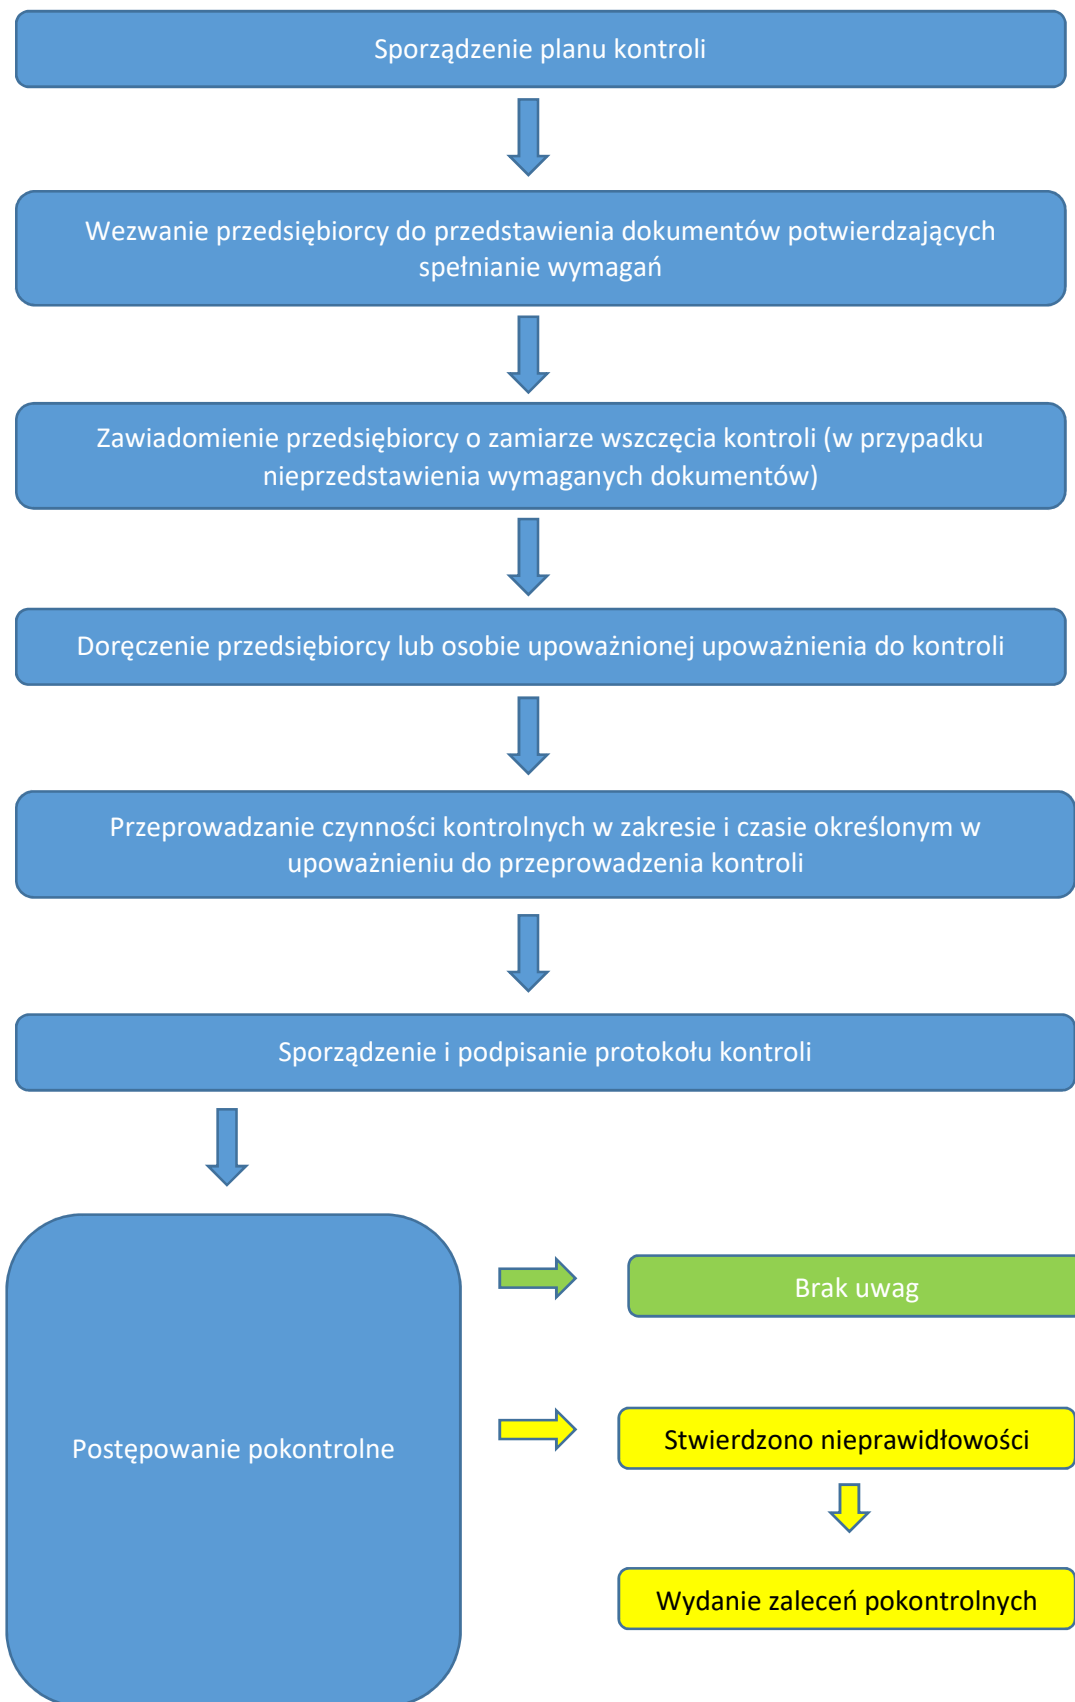 Sporządzenie planu kontroli
Wezwanie przedsiębiorcy do przedstawienia dokumentów potwierdzających
spełnianie wymagań
Zawiadomienie przedsiębiorcy o zamiarze wszczęcia kontroli (w przypadku
nieprzedstawienia wymaganych dokumentów)
Doręczenie przedsiębiorcy lub osobie upoważnionej upoważnienia do kontroli
Przeprowadzanie czynności kontrolnych w zakresie i czasie określonym w
upoważnieniu do przeprowadzenia kontroli
Sporządzenie i podpisanie protokołu kontroli
Brak uwag
Postępowanie pokontrolne
Stwierdzono nieprawidłowości
Wydanie zaleceń pokontrolnych